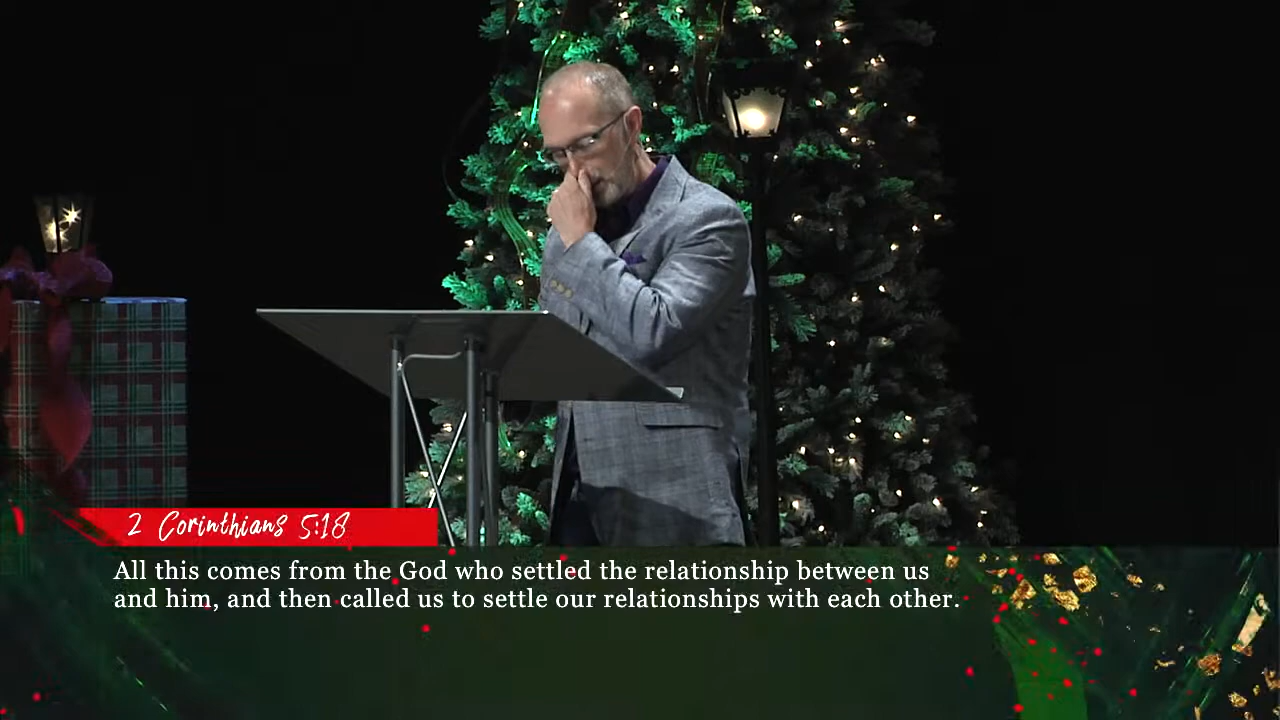 2 Corinthians 5:18
All this comes from the God who settled the relationship between us
and him, and then called us to settle our relationships with each other.